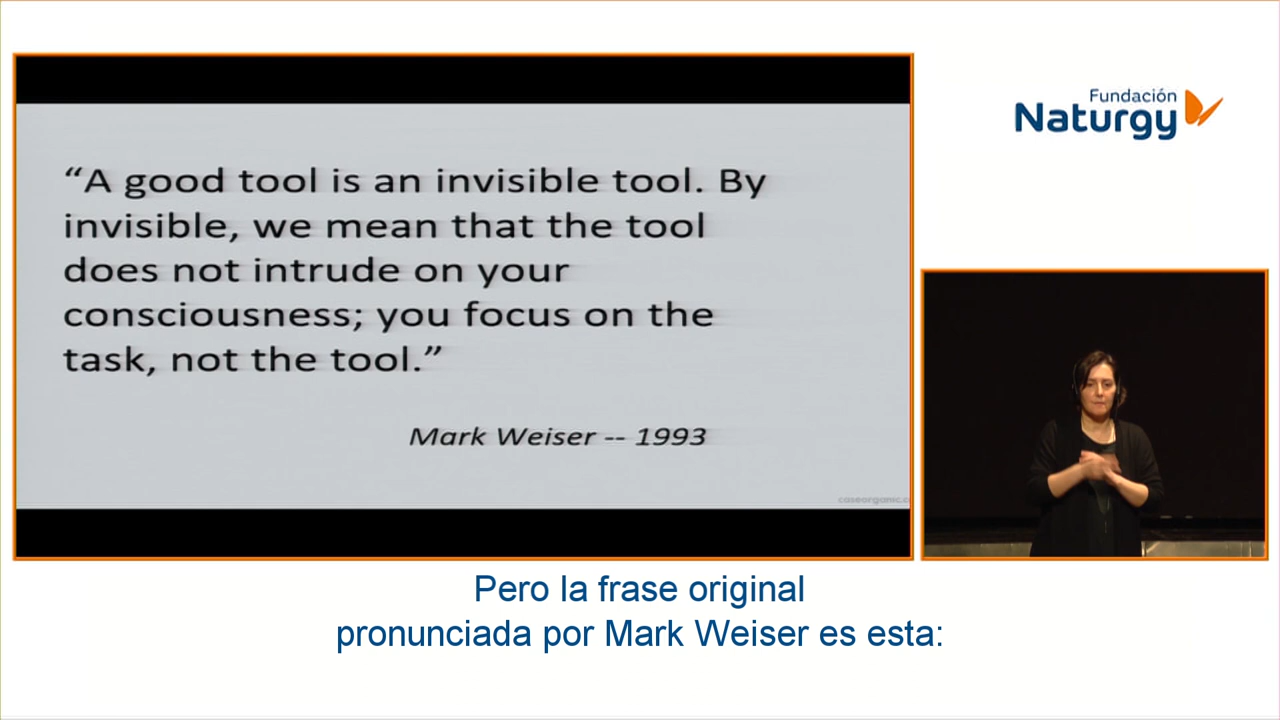 “A good tool is an invisible tool. By
invisible, we mean that the tool
does not intrude on your
consciousness; you focus on the
task, not the tool.”
Mark Weiser -- 1993
Fundación
Naturgy
Pero la frase original
pronunciada por Mark Weiser es esta: